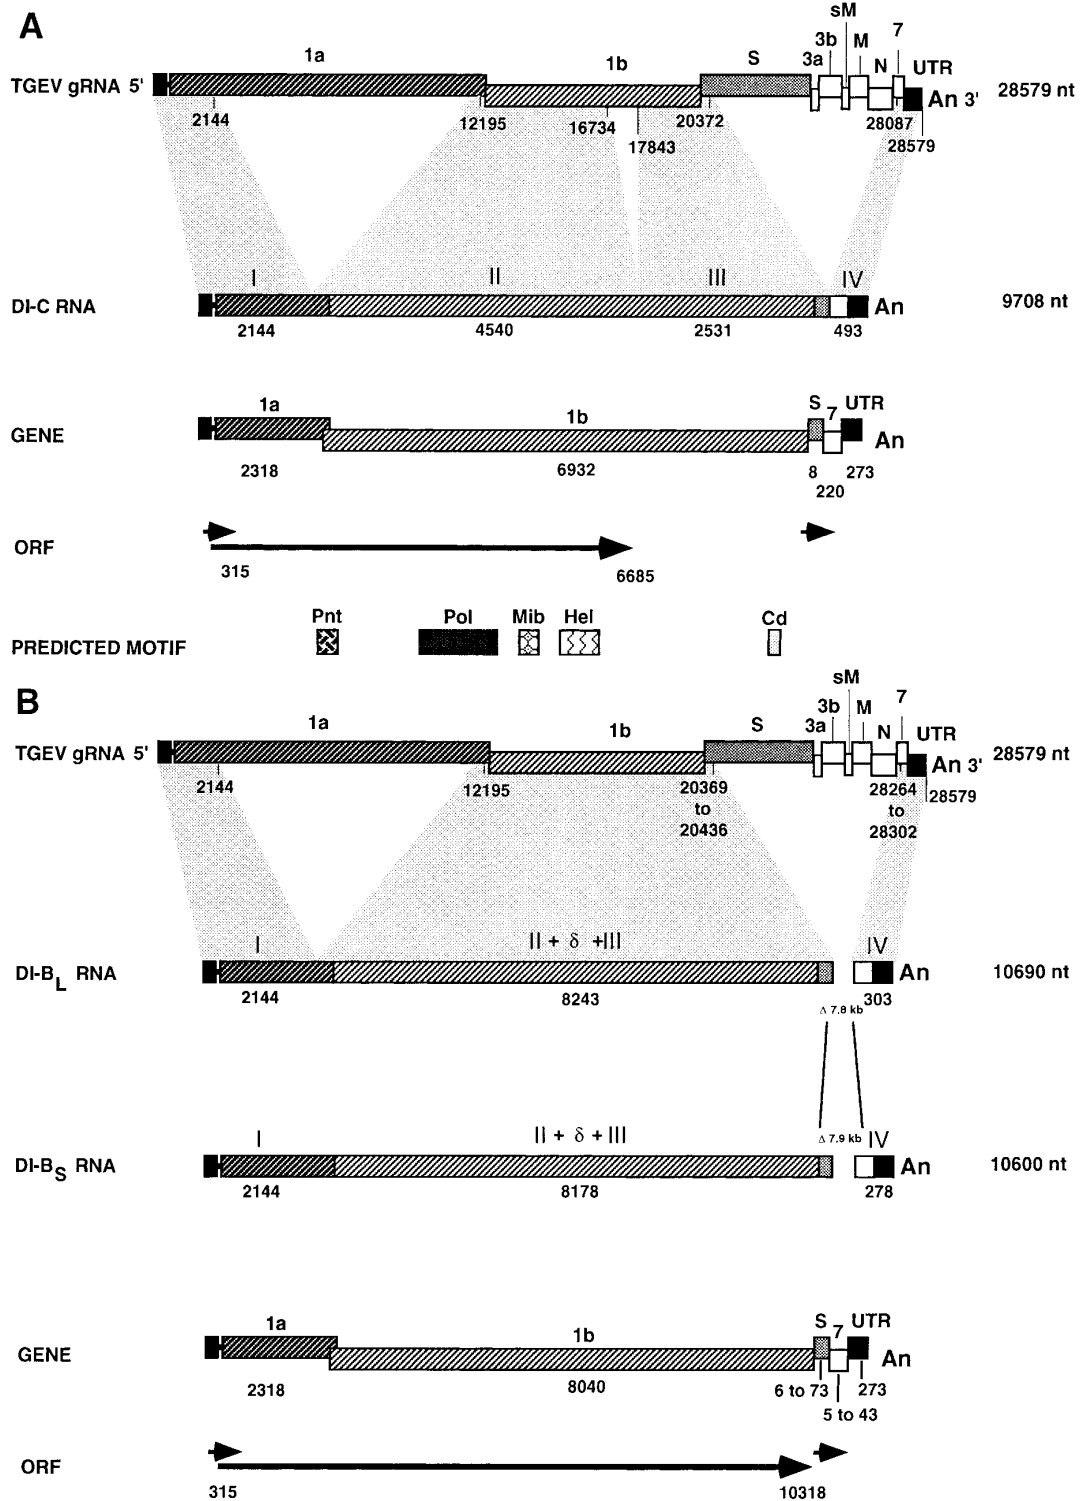 A
sM
1a 1b S 3a 3b M N 7 UTR
TGEV gRNA 5' An 3' 28579 nt
2144 12195 16734 20372 28087
17843 28579
I II III IV
DI-C RNA An 9708 nt
2144 4540 2531 493
1a 1b S 7 UTR
GENE An
2318 6932 8 273
220
ORF
315 6685
Pnt Pol Mib Hel Cd
PREDICTED MOTIF
B
sM
1a 1b S 3a 3b M N 7 UTR
TGEV gRNA 5' An 3' 28579 nt
2144 12195 20369 28264 28579
to to
20436 28302
I II + δ +III IV
DI-BL RNA An 10690 nt
2144 8243 303
Δ 7.8 kb
I II + δ + III Δ 7.9 kb IV
DI-BS RNA An 10600 nt
2144 8178 278
1a 1b S 7 UTR
GENE An
2318 8040 6 to 73 273
5 to 43
ORF
315 10318